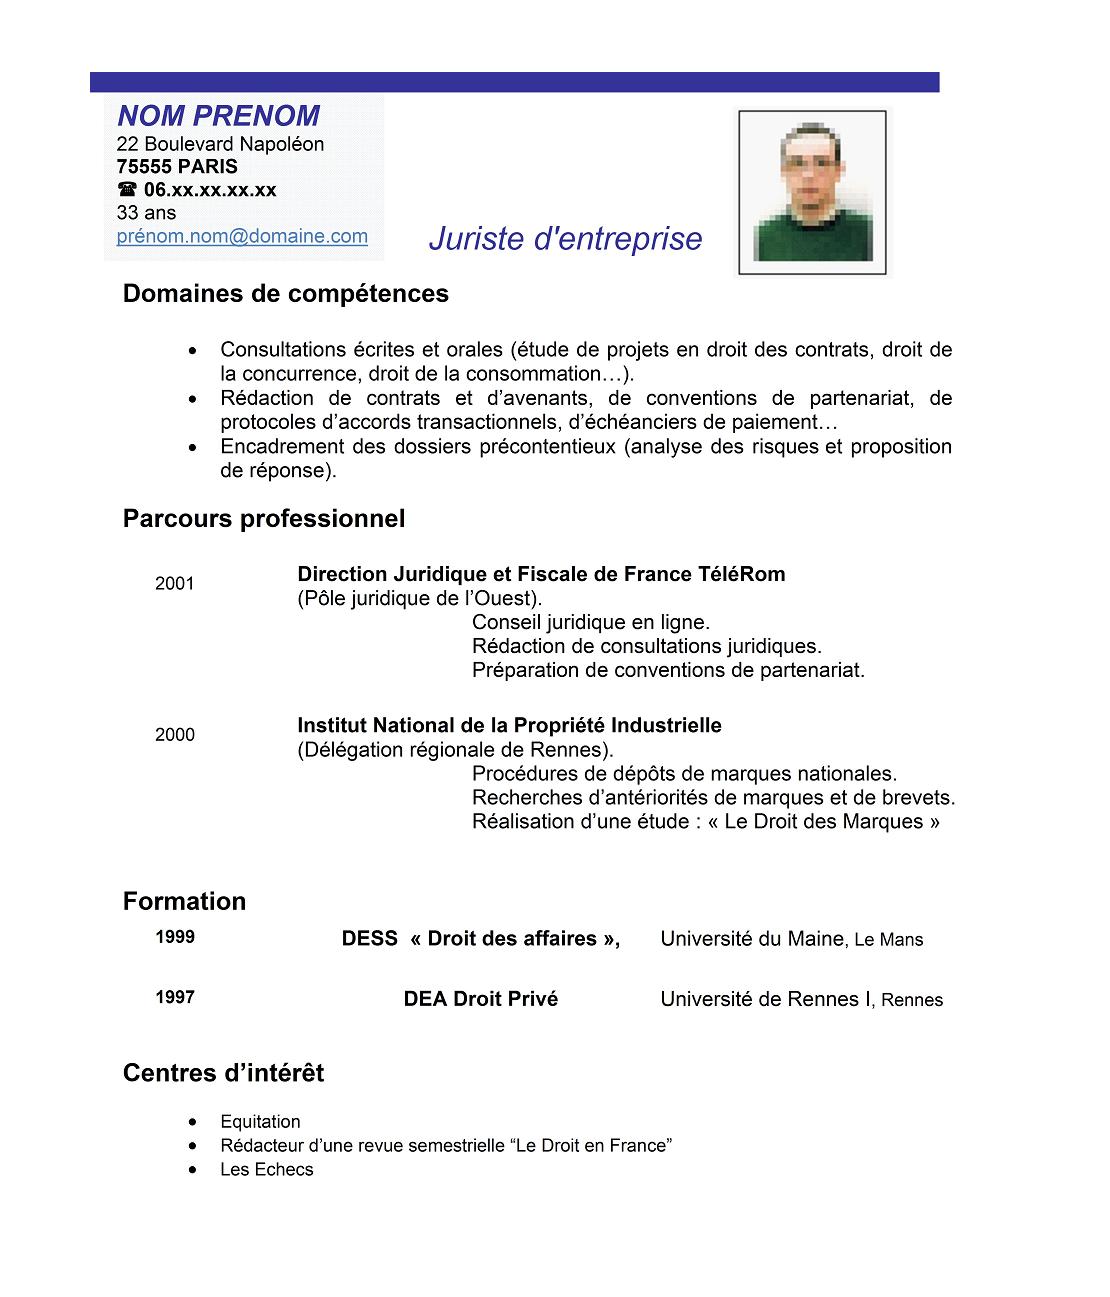 NOM PRENOM
22 Boulevard Napoléon
75555 PARIS
☎ 06.xx.xx.xx.xx
33 ans
prénom.nom@domaine.com
Juriste d'entreprise
Domaines de compétences
• Consultations écrites et orales (étude de projets en droit des contrats, droit de
la concurrence, droit de la consommation…).
• Rédaction de contrats et d’avenants, de conventions de partenariat, de
protocoles d’accords transactionnels, d’échéanciers de paiement…
• Encadrement des dossiers précontentieux (analyse des risques et proposition
de réponse).
Parcours professionnel
2001 Direction Juridique et Fiscale de France TéléRom
(Pôle juridique de l’Ouest).
Conseil juridique en ligne.
Rédaction de consultations juridiques.
Préparation de conventions de partenariat.
2000 Institut National de la Propriété Industrielle
(Délégation régionale de Rennes).
Procédures de dépôts de marques nationales.
Recherches d’antériorités de marques et de brevets.
Réalisation d’une étude : « Le Droit des Marques »
Formation
1999 DESS « Droit des affaires », Université du Maine, Le Mans
1997 DEA Droit Privé Université de Rennes I, Rennes
Centres d’intérêt
• Equitation
• Rédacteur d’une revue semestrielle “Le Droit en France”
• Les Echecs